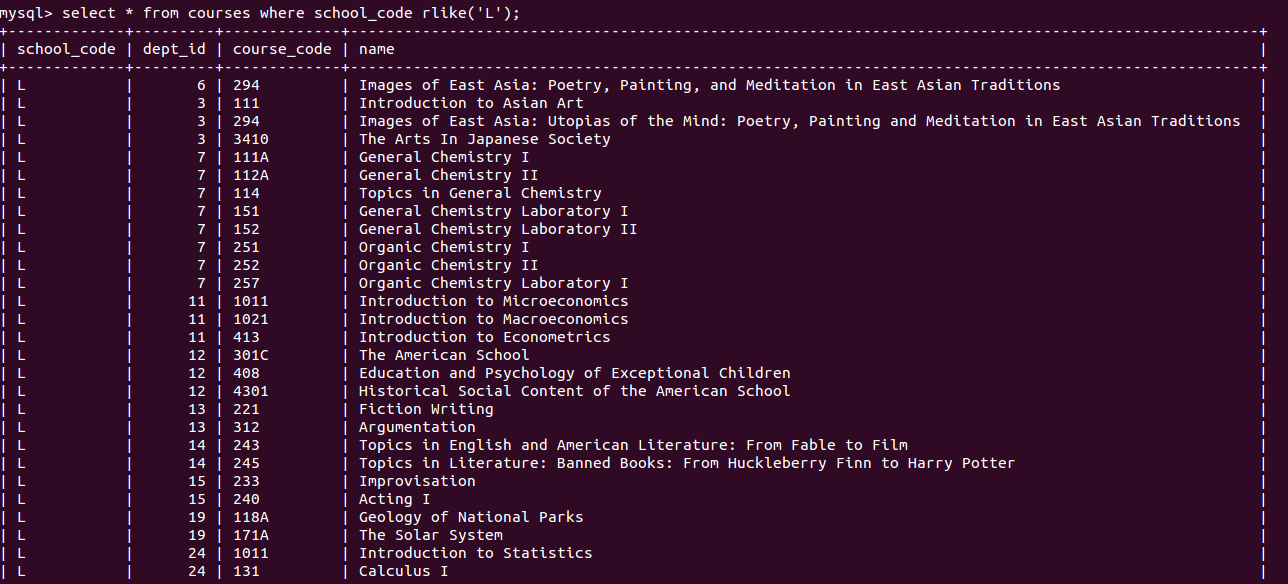 mysql> select * from courses where school_code rlike('L');
+-------------+---------+-------------+-----------------------------------------------------------------------------------------------------+
| school_code | dept_id | course_code | name                                                                                                |
+-------------+---------+-------------+-----------------------------------------------------------------------------------------------------+
| L           |       6 | 294         | Images of East Asia: Poetry, Painting, and Meditation in East Asian Traditions                      |
| L           |       3 | 111         | Introduction to Asian Art                                                                           |
| L           |       3 | 294         | Images of East Asia: Utopias of the Mind: Poetry, Painting and Meditation in East Asian Traditions  |
| L           |       3 | 3410        | The Arts In Japanese Society                                                                        |
| L           |       7 | 111A        | General Chemistry I                                                                                 |
| L           |       7 | 112A        | General Chemistry II                                                                                |
| L           |       7 | 114         | Topics in General Chemistry                                                                         |
| L           |       7 | 151         | General Chemistry Laboratory I                                                                      |
| L           |       7 | 152         | General Chemistry Laboratory II                                                                     |
| L           |       7 | 251         | Organic Chemistry I                                                                                 |
| L           |       7 | 252         | Organic Chemistry II                                                                                |
| L           |       7 | 257         | Organic Chemistry Laboratory I                                                                      |
| L           |      11 | 1011        | Introduction to Microeconomics                                                                      |
| L           |      11 | 1021        | Introduction to Macroeconomics                                                                      |
| L           |      11 | 413         | Introduction to Econometrics                                                                        |
| L           |      12 | 301C        | The American School                                                                                 |
| L           |      12 | 408         | Education and Psychology of Exceptional Children                                                    |
| L           |      12 | 4301        | Historical Social Content of the American School                                                    |
| L           |      13 | 221         | Fiction Writing                                                                                     |
| L           |      13 | 312         | Argumentation                                                                                       |
| L           |      14 | 243         | Topics in English and American Literature: From Fable to Film                                       |
| L           |      14 | 245         | Topics in Literature: Banned Books: From Huckleberry Finn to Harry Potter                           |
| L           |      15 | 233         | Improvisation                                                                                       |
| L           |      15 | 240         | Acting I                                                                                            |
| L           |      19 | 118A        | Geology of National Parks                                                                           |
| L           |      19 | 171A        | The Solar System                                                                                    |
| L           |      24 | 1011        | Introduction to Statistics                                                                          |
| L           |      24 | 131         | Calculus I                                                                                          |